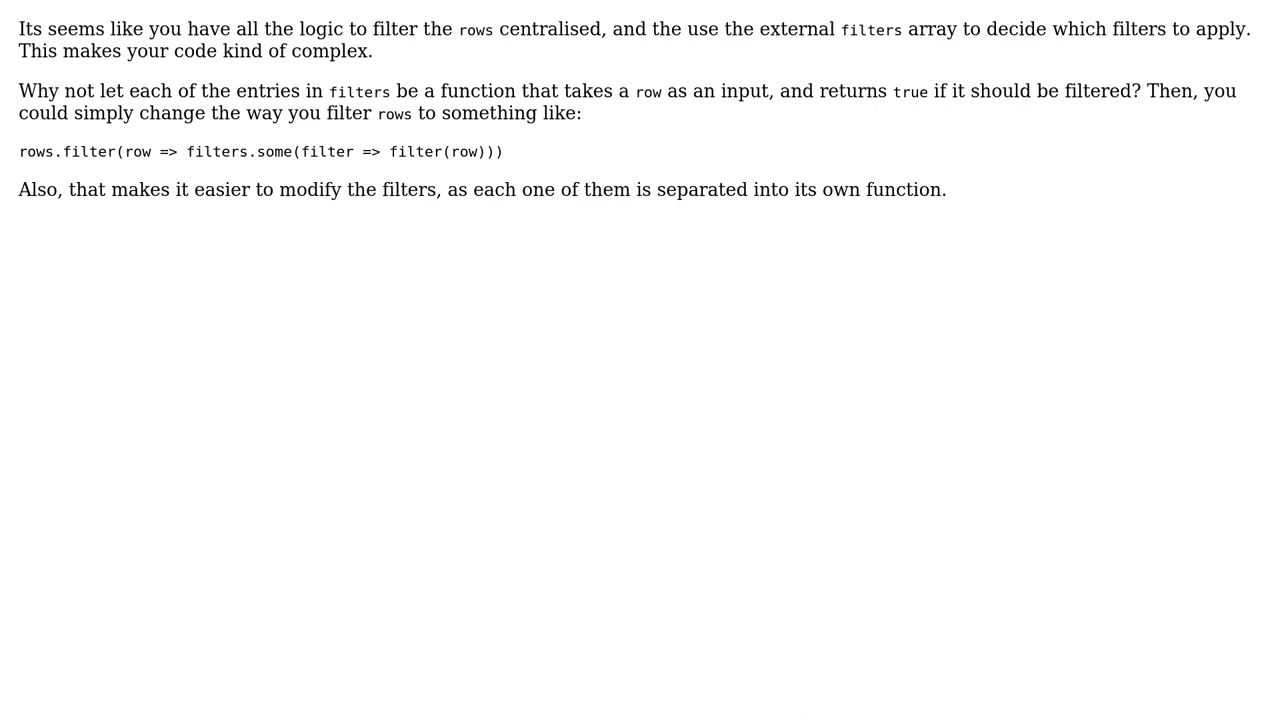 Its seems like you have all the logic to filter the rows centralised, and the use the external filters array to decide which filters to apply.
This makes your code kind of complex.
Why not let each of the entries in filters be a function that takes a row as an input, and returns true if it should be filtered? Then, you
could simply change the way you filter rows to something like:
rows.filter(row => filters.some(filter => filter(row)))
Also, that makes it easier to modify the filters, as each one of them is separated into its own function.